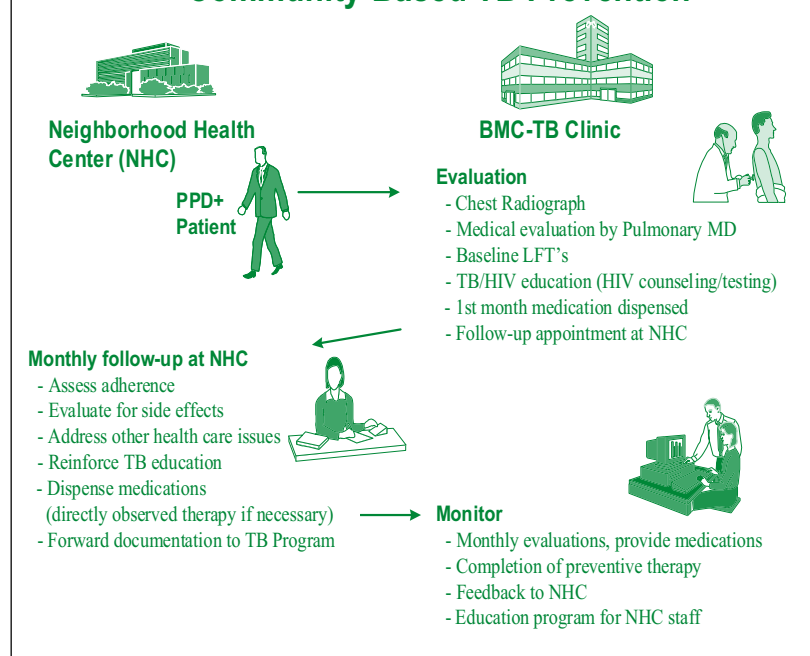 Community-Based TB Prevention
Neighborhood Health
Center (NHC)
BMC-TB Clinic
PPD+
Patient
Evaluation
- Chest Radiograph
- Medical evaluation by Pulmonary MD
- Baseline LFT's
- TB/HIV education (HIV counseling/testing)
- 1st month medication dispensed
- Follow-up appointment at NHC
Monthly follow-up at NHC
- Assess adherence
- Evaluate for side effects
- Address other health care issues
- Reinforce TB education
- Dispense medications
(directly observed therapy if necessary)
- Forward documentation to TB Program
Monitor
- Monthly evaluations, provide medications
- Completion of preventive therapy
- Feedback to NHC
- Education program for NHC staff